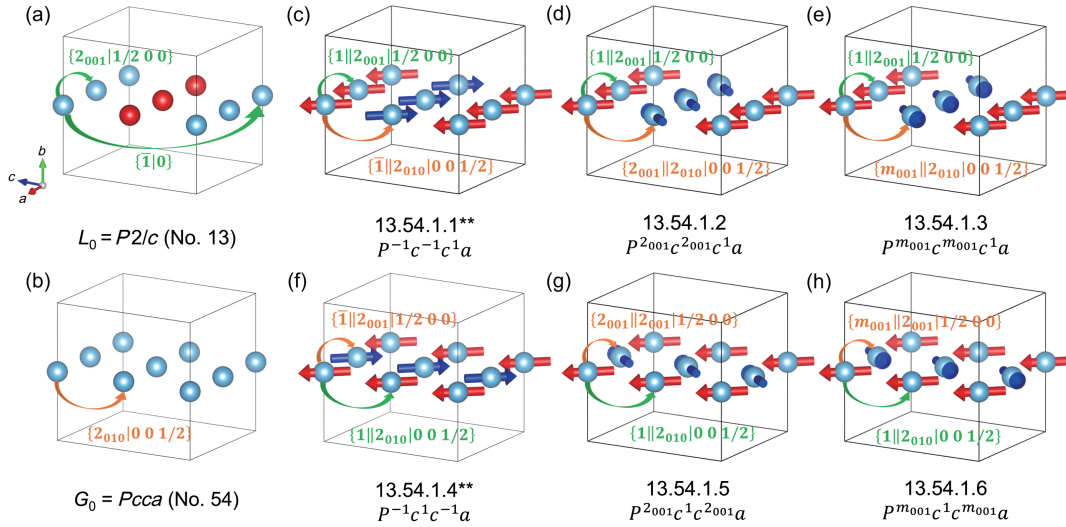 (a)
{2₀₀₁|1/2 0 0}
{1̅|0}
b
c
a
L₀ = P2/c (No. 13)
(c)
{1||2₀₀₁|1/2 0 0}
{1̅||2₀₁₀|0 0 1/2}
13.54.1.1**
P⁻¹c⁻¹c¹a
(d)
{1||2₀₀₁|1/2 0 0}
{2₀₀₁||2₀₁₀|0 0 1/2}
13.54.1.2
P^{2₀₀₁}c^{2₀₀₁}c¹a
(e)
{1||2₀₀₁|1/2 0 0}
{m₀₀₁||2₀₁₀|0 0 1/2}
13.54.1.3
P^{m₀₀₁}c^{m₀₀₁}c¹a
(b)
{2₀₁₀|0 0 1/2}
G₀ = Pcca (No. 54)
(f)
{1̅||2₀₀₁|1/2 0 0}
{1||2₀₁₀|0 0 1/2}
13.54.1.4**
P⁻¹c¹c⁻¹a
(g)
{2₀₀₁||2₀₀₁|1/2 0 0}
{1||2₀₁₀|0 0 1/2}
13.54.1.5
P^{2₀₀₁}c¹c^{2₀₀₁}a
(h)
{m₀₀₁||2₀₀₁|1/2 0 0}
{1||2₀₁₀|0 0 1/2}
13.54.1.6
P^{m₀₀₁}c¹c^{m₀₀₁}a